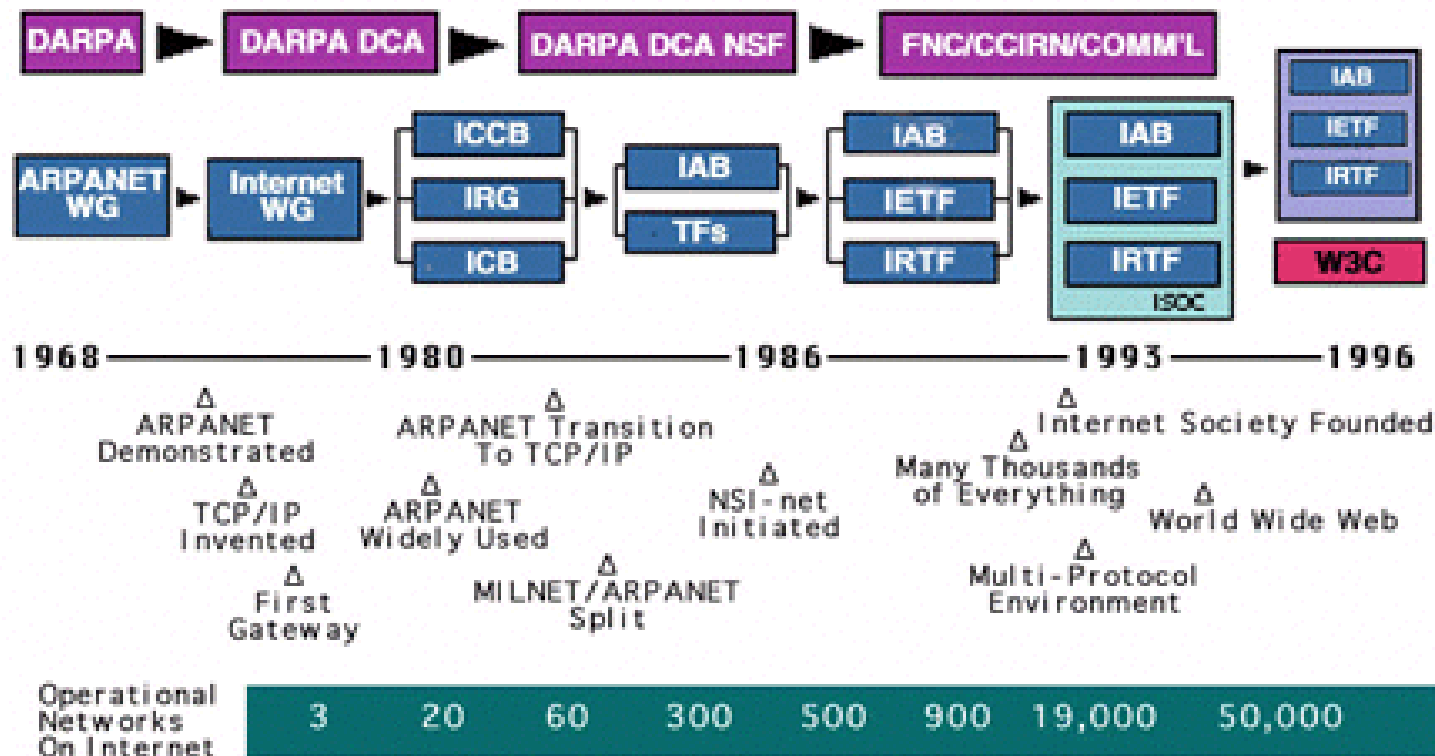 DARPA
DARPA DCA
DARPA DCA NSF
FNC/CCIRN/COMM'L
ARPANET
WG
Internet
WG
ICCB
IRG
ICB
IAB
TFs
IAB
IETF
IRTF
IAB
IETF
IRTF
ISOC
IAB
IETF
IRTF
W3C
1968
1980
1986
1993
1996
ARPANET
Demonstrated
ARPANET Transition
To TCP/IP
Internet Society Founded
Many Thousands
of Everything
TCP/IP
Invented
ARPANET
Widely Used
NSI-net
Initiated
World Wide Web
First
Gateway
MILNET/ARPANET
Split
Multi-Protocol
Environment
Operational
Networks
On Internet
3 20 60 300 500 900 19,000 50,000